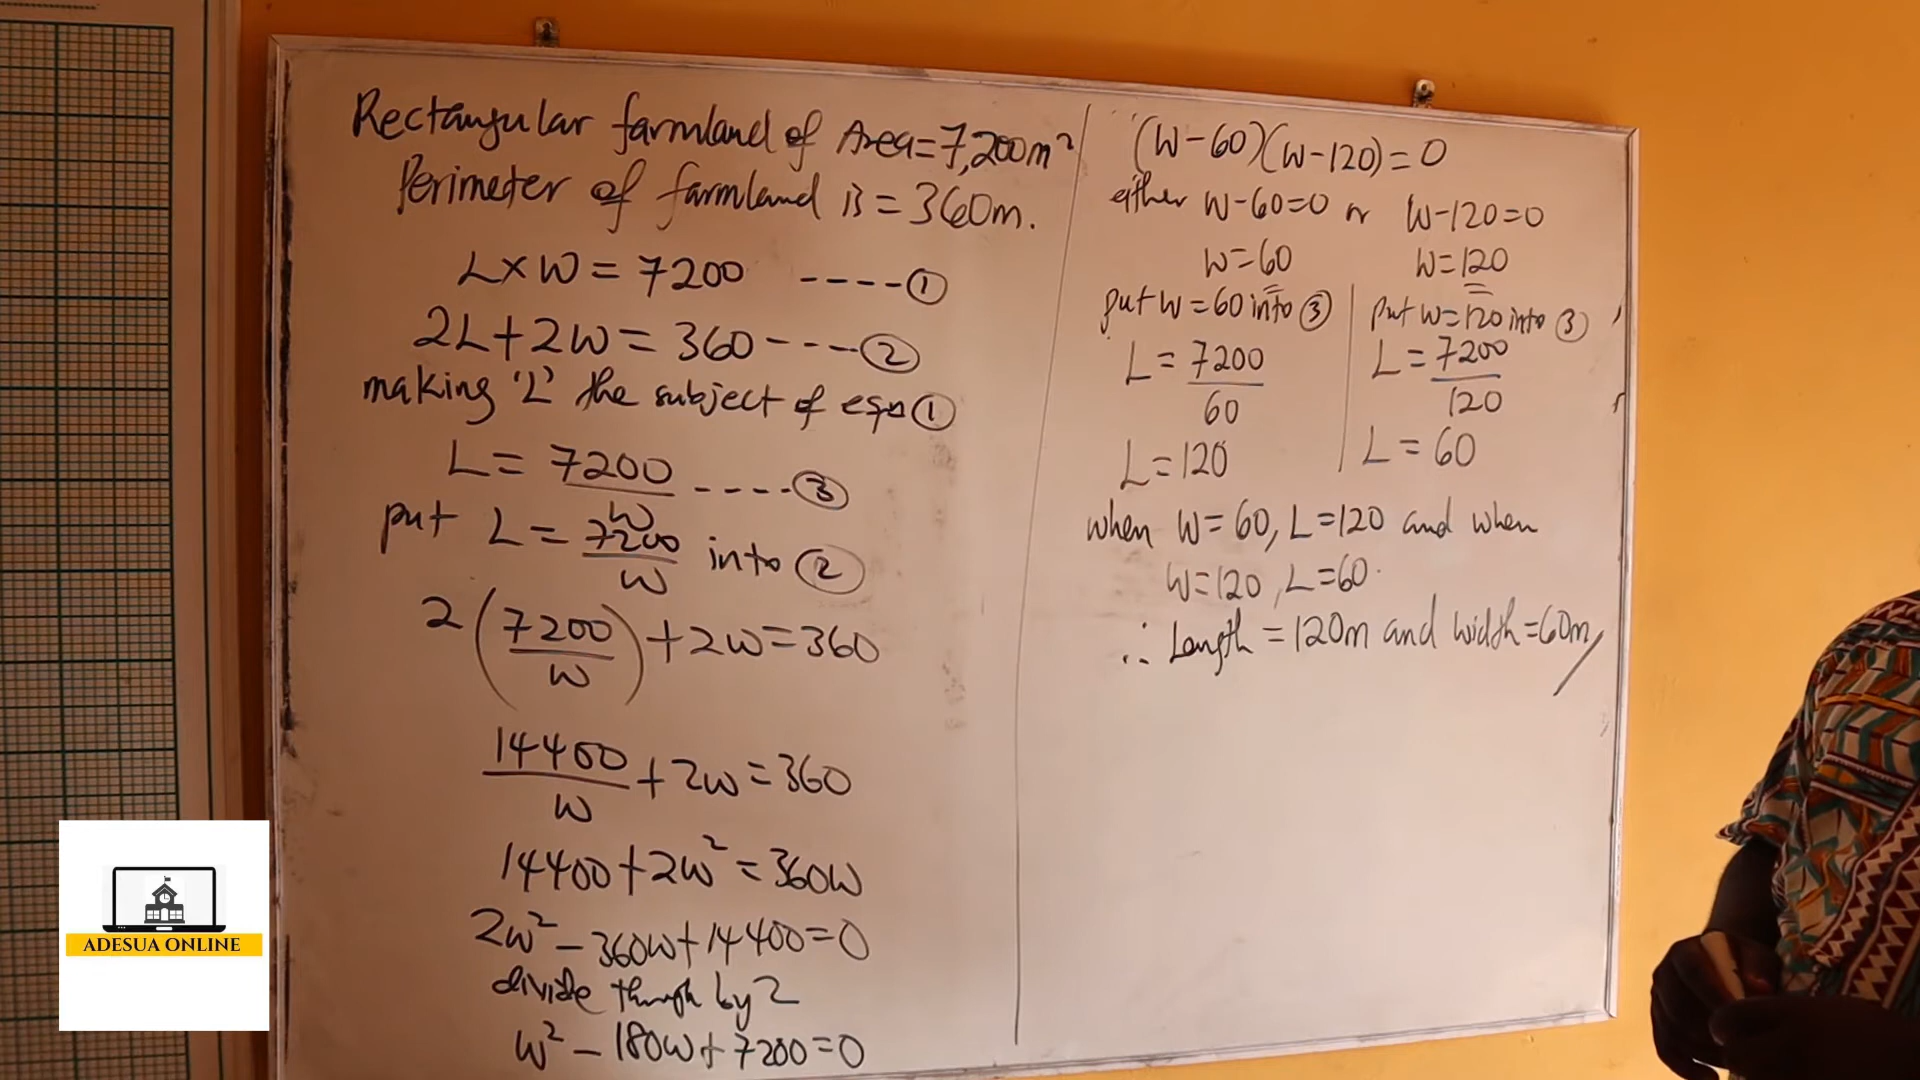 Rectangular farmland of Area=7,200m²
Perimeter of farmland is = 360m.
L×W = 7200 ----①
2L+2W = 360----②
making 'L' the subject of eqn ①
L = 7200/W ----③
put L = 7200/W into ②
2(7200/W)+2W=360
14400/W+2W=360
14400+2W²=360W
2W²-360W+14400=0
divide through by 2
W²-180W+7200=0
(W-60)(W-120)=0
either W-60=0 or W-120=0
W=60 W=120
put W=60 into ③ put W=120 into ③
L=7200/60 L=7200/120
L=120 L=60
when W=60, L=120 and when
W=120, L=60.
∴ Length = 120m and width=60m
ADESUA ONLINE